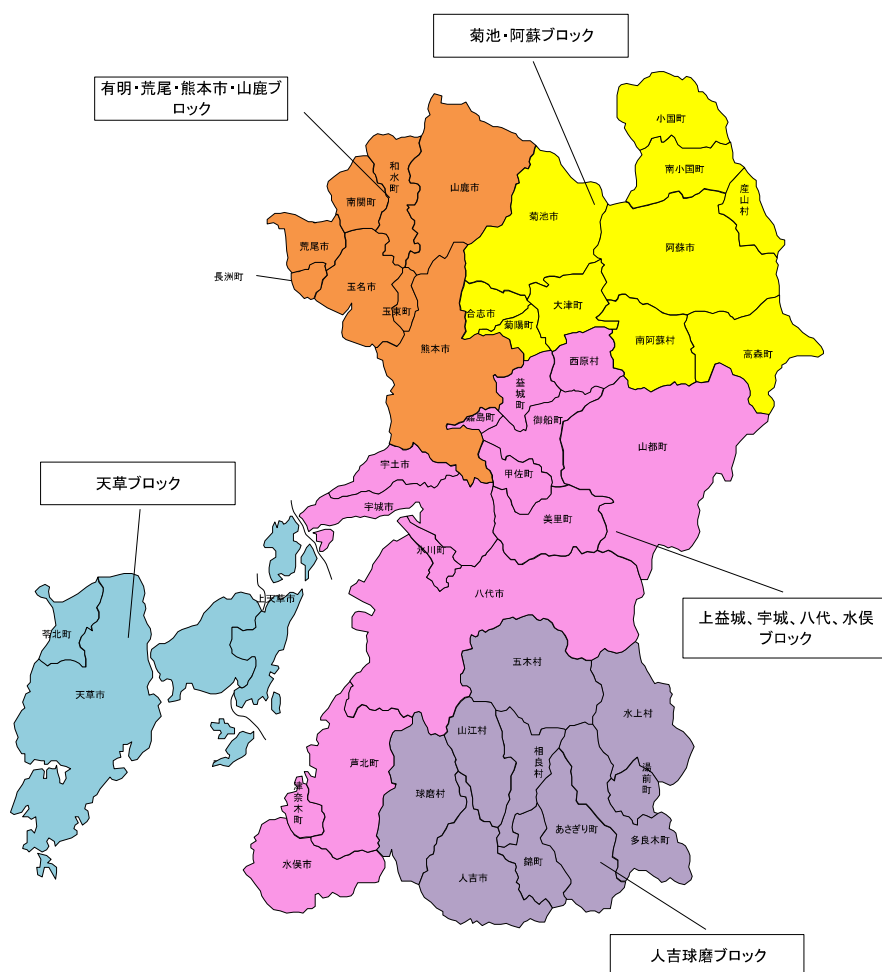 菊池・阿蘇ブロック
有明・荒尾・熊本市・山鹿ブ
ロック
小国町
和水町
南小国町
山鹿市
産山村
南関町
菊池市
荒尾市
阿蘇市
長洲町
玉名市
玉東町
大津町
合志市
菊陽町
南阿蘇村
熊本市
高森町
西原村
益城町
嘉島町
御船町
山都町
宇土市
甲佐町
天草ブロック
宇城市
美里町
氷川町
八代市
上天草市
上益城、宇城、八代、水俣
ブロック
苓北町
五木村
天草市
水上村
山江村
相良村
芦北町
湯前町
球磨村
津奈木町
あさぎり町
多良木町
水俣市
錦町
人吉市
人吉球磨ブロック